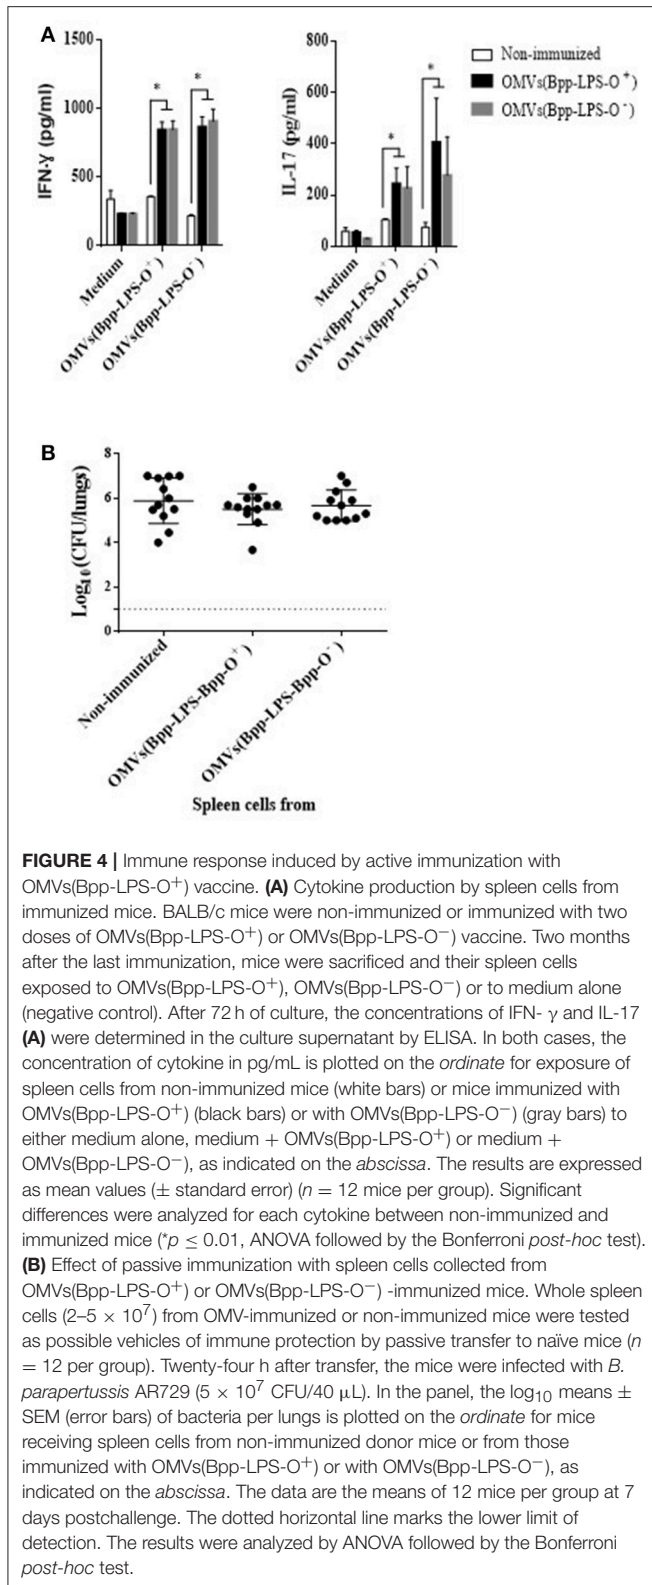 A
1500
1000
500
0
IFN-γ (pg/ml)
*
*
Medium
OMVs(Bpp-LPS-O⁺)
OMVs(Bpp-LPS-O⁻)
800
600
400
200
0
IL-17 (pg/ml)
*
*
Medium
OMVs(Bpp-LPS-O⁺)
OMVs(Bpp-LPS-O⁻)
Non-immunized
OMVs(Bpp-LPS-O⁺)
OMVs(Bpp-LPS-O⁻)
B
8
6
4
2
0
Log₁₀(CFU/lungs)
Non-immunized
OMVs(Bpp-LPS-Bpp-O⁺)
OMVs(Bpp-LPS-Bpp-O⁻)
Spleen cells from
FIGURE 4 | Immune response induced by active immunization with
OMVs(Bpp-LPS-O⁺) vaccine. (A) Cytokine production by spleen cells from
immunized mice. BALB/c mice were non-immunized or immunized with two
doses of OMVs(Bpp-LPS-O⁺) or OMVs(Bpp-LPS-O⁻) vaccine. Two months
after the last immunization, mice were sacrificed and their spleen cells
exposed to OMVs(Bpp-LPS-O⁺), OMVs(Bpp-LPS-O⁻) or to medium alone
(negative control). After 72 h of culture, the concentrations of IFN- γ and IL-17
(A) were determined in the culture supernatant by ELISA. In both cases, the
concentration of cytokine in pg/mL is plotted on the ordinate for exposure of
spleen cells from non-immunized mice (white bars) or mice immunized with
OMVs(Bpp-LPS-O⁺) (black bars) or with OMVs(Bpp-LPS-O⁻) (gray bars) to
either medium alone, medium + OMVs(Bpp-LPS-O⁺) or medium +
OMVs(Bpp-LPS-O⁻), as indicated on the abscissa. The results are expressed
as mean values (± standard error) (n = 12 mice per group). Significant
differences were analyzed for each cytokine between non-immunized and
immunized mice (*p ≤ 0.01, ANOVA followed by the Bonferroni post-hoc test).
(B) Effect of passive immunization with spleen cells collected from
OMVs(Bpp-LPS-O⁺) or OMVs(Bpp-LPS-O⁻) -immunized mice. Whole spleen
cells (2–5 × 10⁷) from OMV-immunized or non-immunized mice were tested
as possible vehicles of immune protection by passive transfer to naïve mice (n
= 12 per group). Twenty-four h after transfer, the mice were infected with B.
parapertussis AR729 (5 × 10⁷ CFU/40 μL). In the panel, the log₁₀ means ±
SEM (error bars) of bacteria per lungs is plotted on the ordinate for mice
receiving spleen cells from non-immunized donor mice or from those
immunized with OMVs(Bpp-LPS-O⁺) or with OMVs(Bpp-LPS-O⁻), as
indicated on the abscissa. The data are the means of 12 mice per group at 7
days postchallenge. The dotted horizontal line marks the lower limit of
detection. The results were analyzed by ANOVA followed by the Bonferroni
post-hoc test.